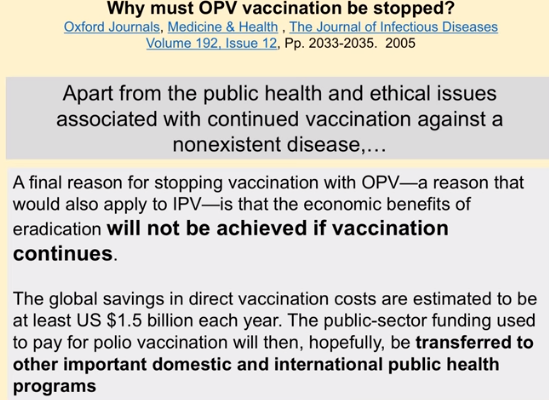 Why must OPV vaccination be stopped?
Oxford Journals, Medicine & Health , The Journal of Infectious Diseases
Volume 192, Issue 12, Pp. 2033-2035. 2005
Apart from the public health and ethical issues
associated with continued vaccination against a
nonexistent disease,…
A final reason for stopping vaccination with OPV—a reason that
would also apply to IPV—is that the economic benefits of
eradication will not be achieved if vaccination
continues.
The global savings in direct vaccination costs are estimated to be
at least US $1.5 billion each year. The public-sector funding used
to pay for polio vaccination will then, hopefully, be transferred to
other important domestic and international public health
programs